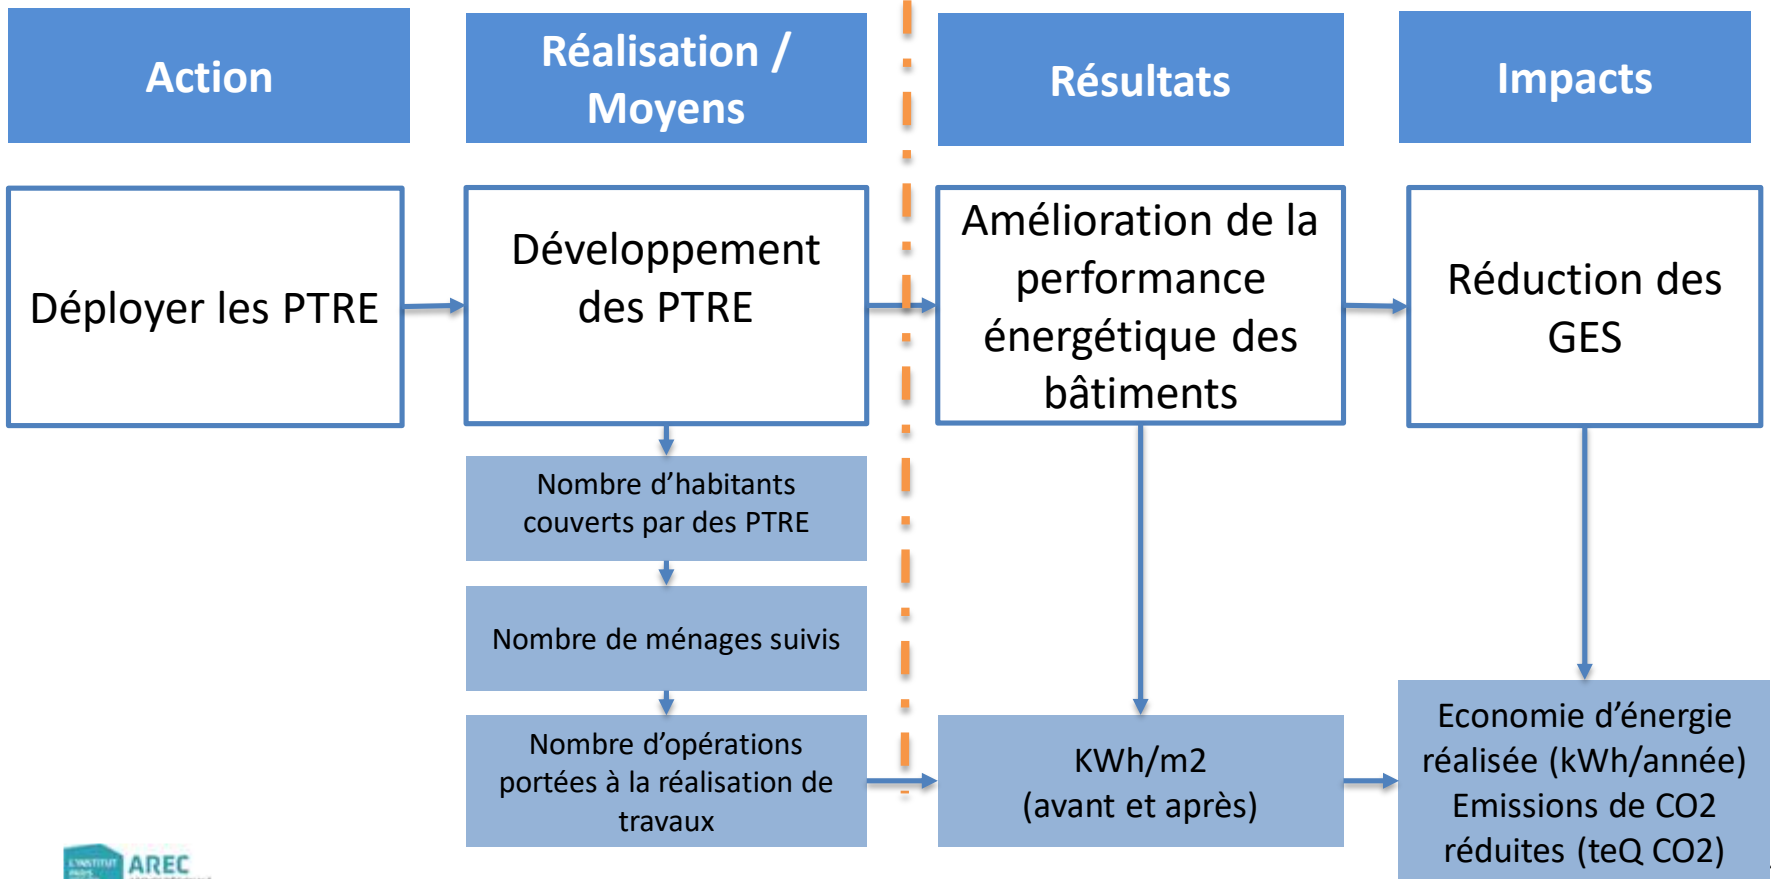 Action
Réalisation /
Moyens
Résultats
Impacts
Déployer les PTRE
Développement
des PTRE
Amélioration de la
performance
énergétique des
bâtiments
Réduction des
GES
Nombre d’habitants
couverts par des PTRE
Nombre de ménages suivis
Nombre d’opérations
portées à la réalisation de
travaux
KWh/m2
(avant et après)
Economie d’énergie
réalisée (kWh/année)
Emissions de CO2
réduites (teQ CO2)
L'INSTITUT
PARIS
AREC